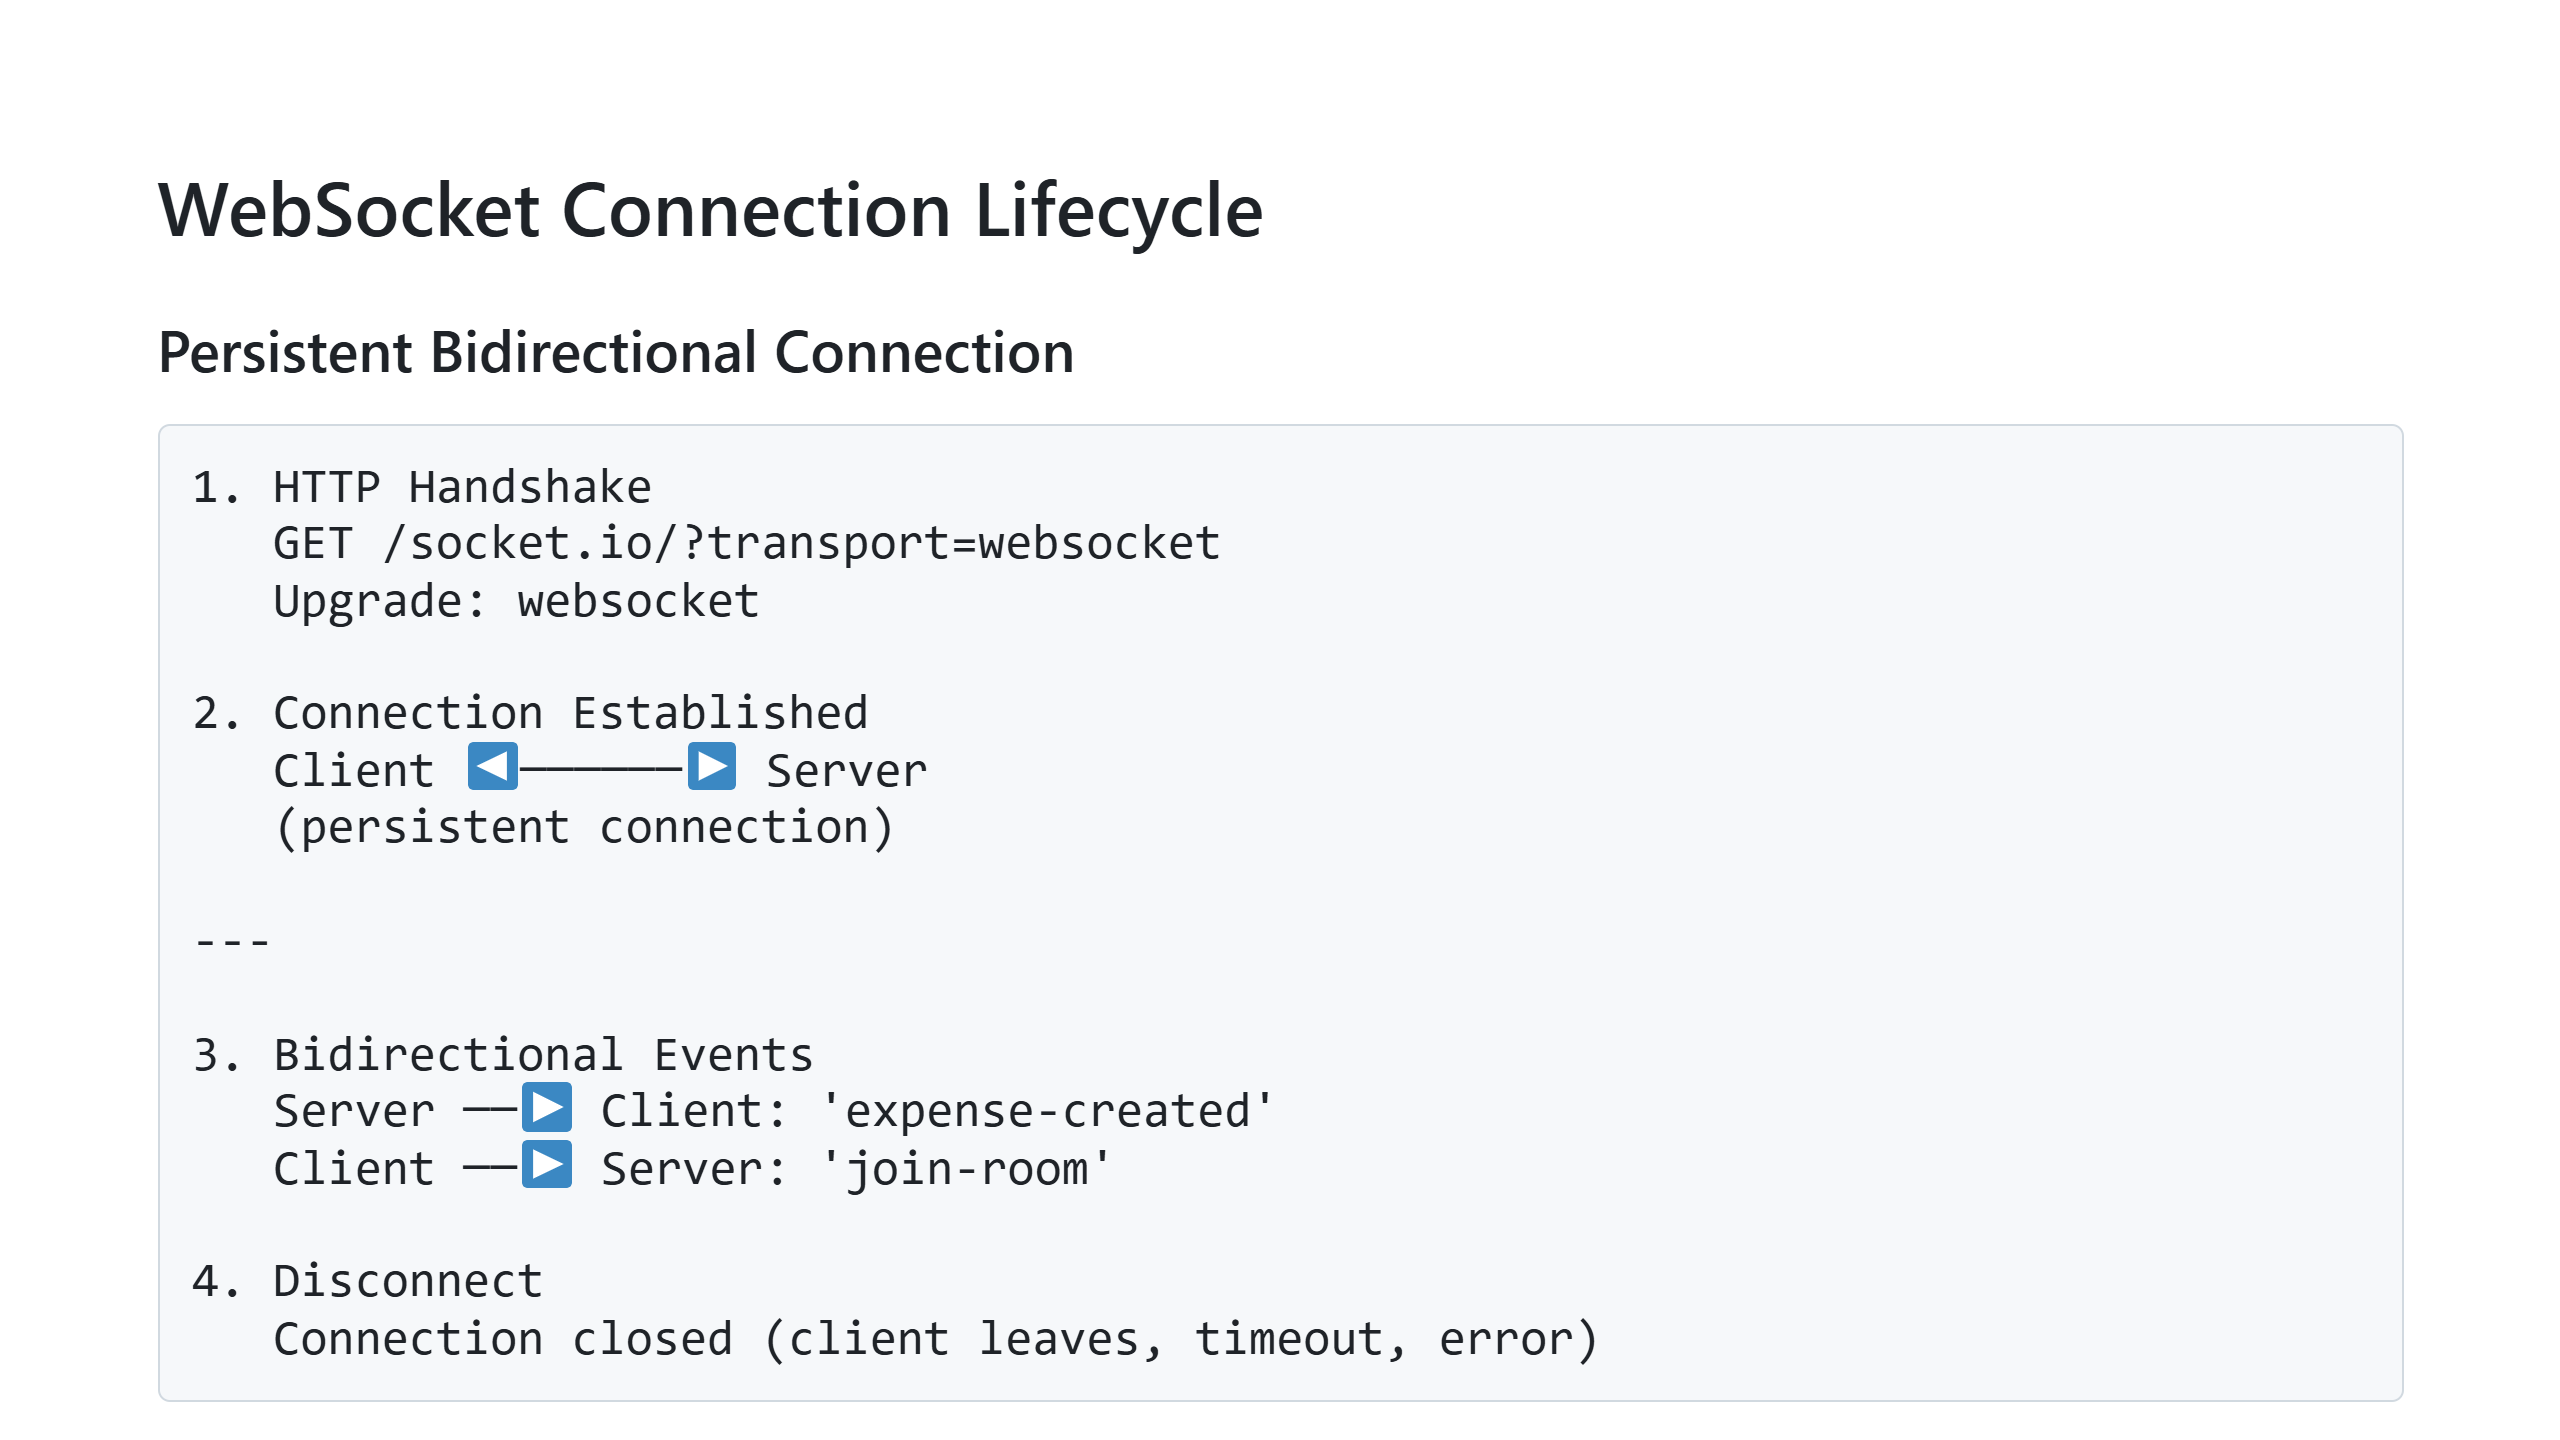 WebSocket Connection Lifecycle
Persistent Bidirectional Connection
1. HTTP Handshake
   GET /socket.io/?transport=websocket
   Upgrade: websocket
2. Connection Established
   Client ◀──────▶ Server
   (persistent connection)
---
3. Bidirectional Events
   Server ──▶ Client: 'expense-created'
   Client ──▶ Server: 'join-room'
4. Disconnect
   Connection closed (client leaves, timeout, error)